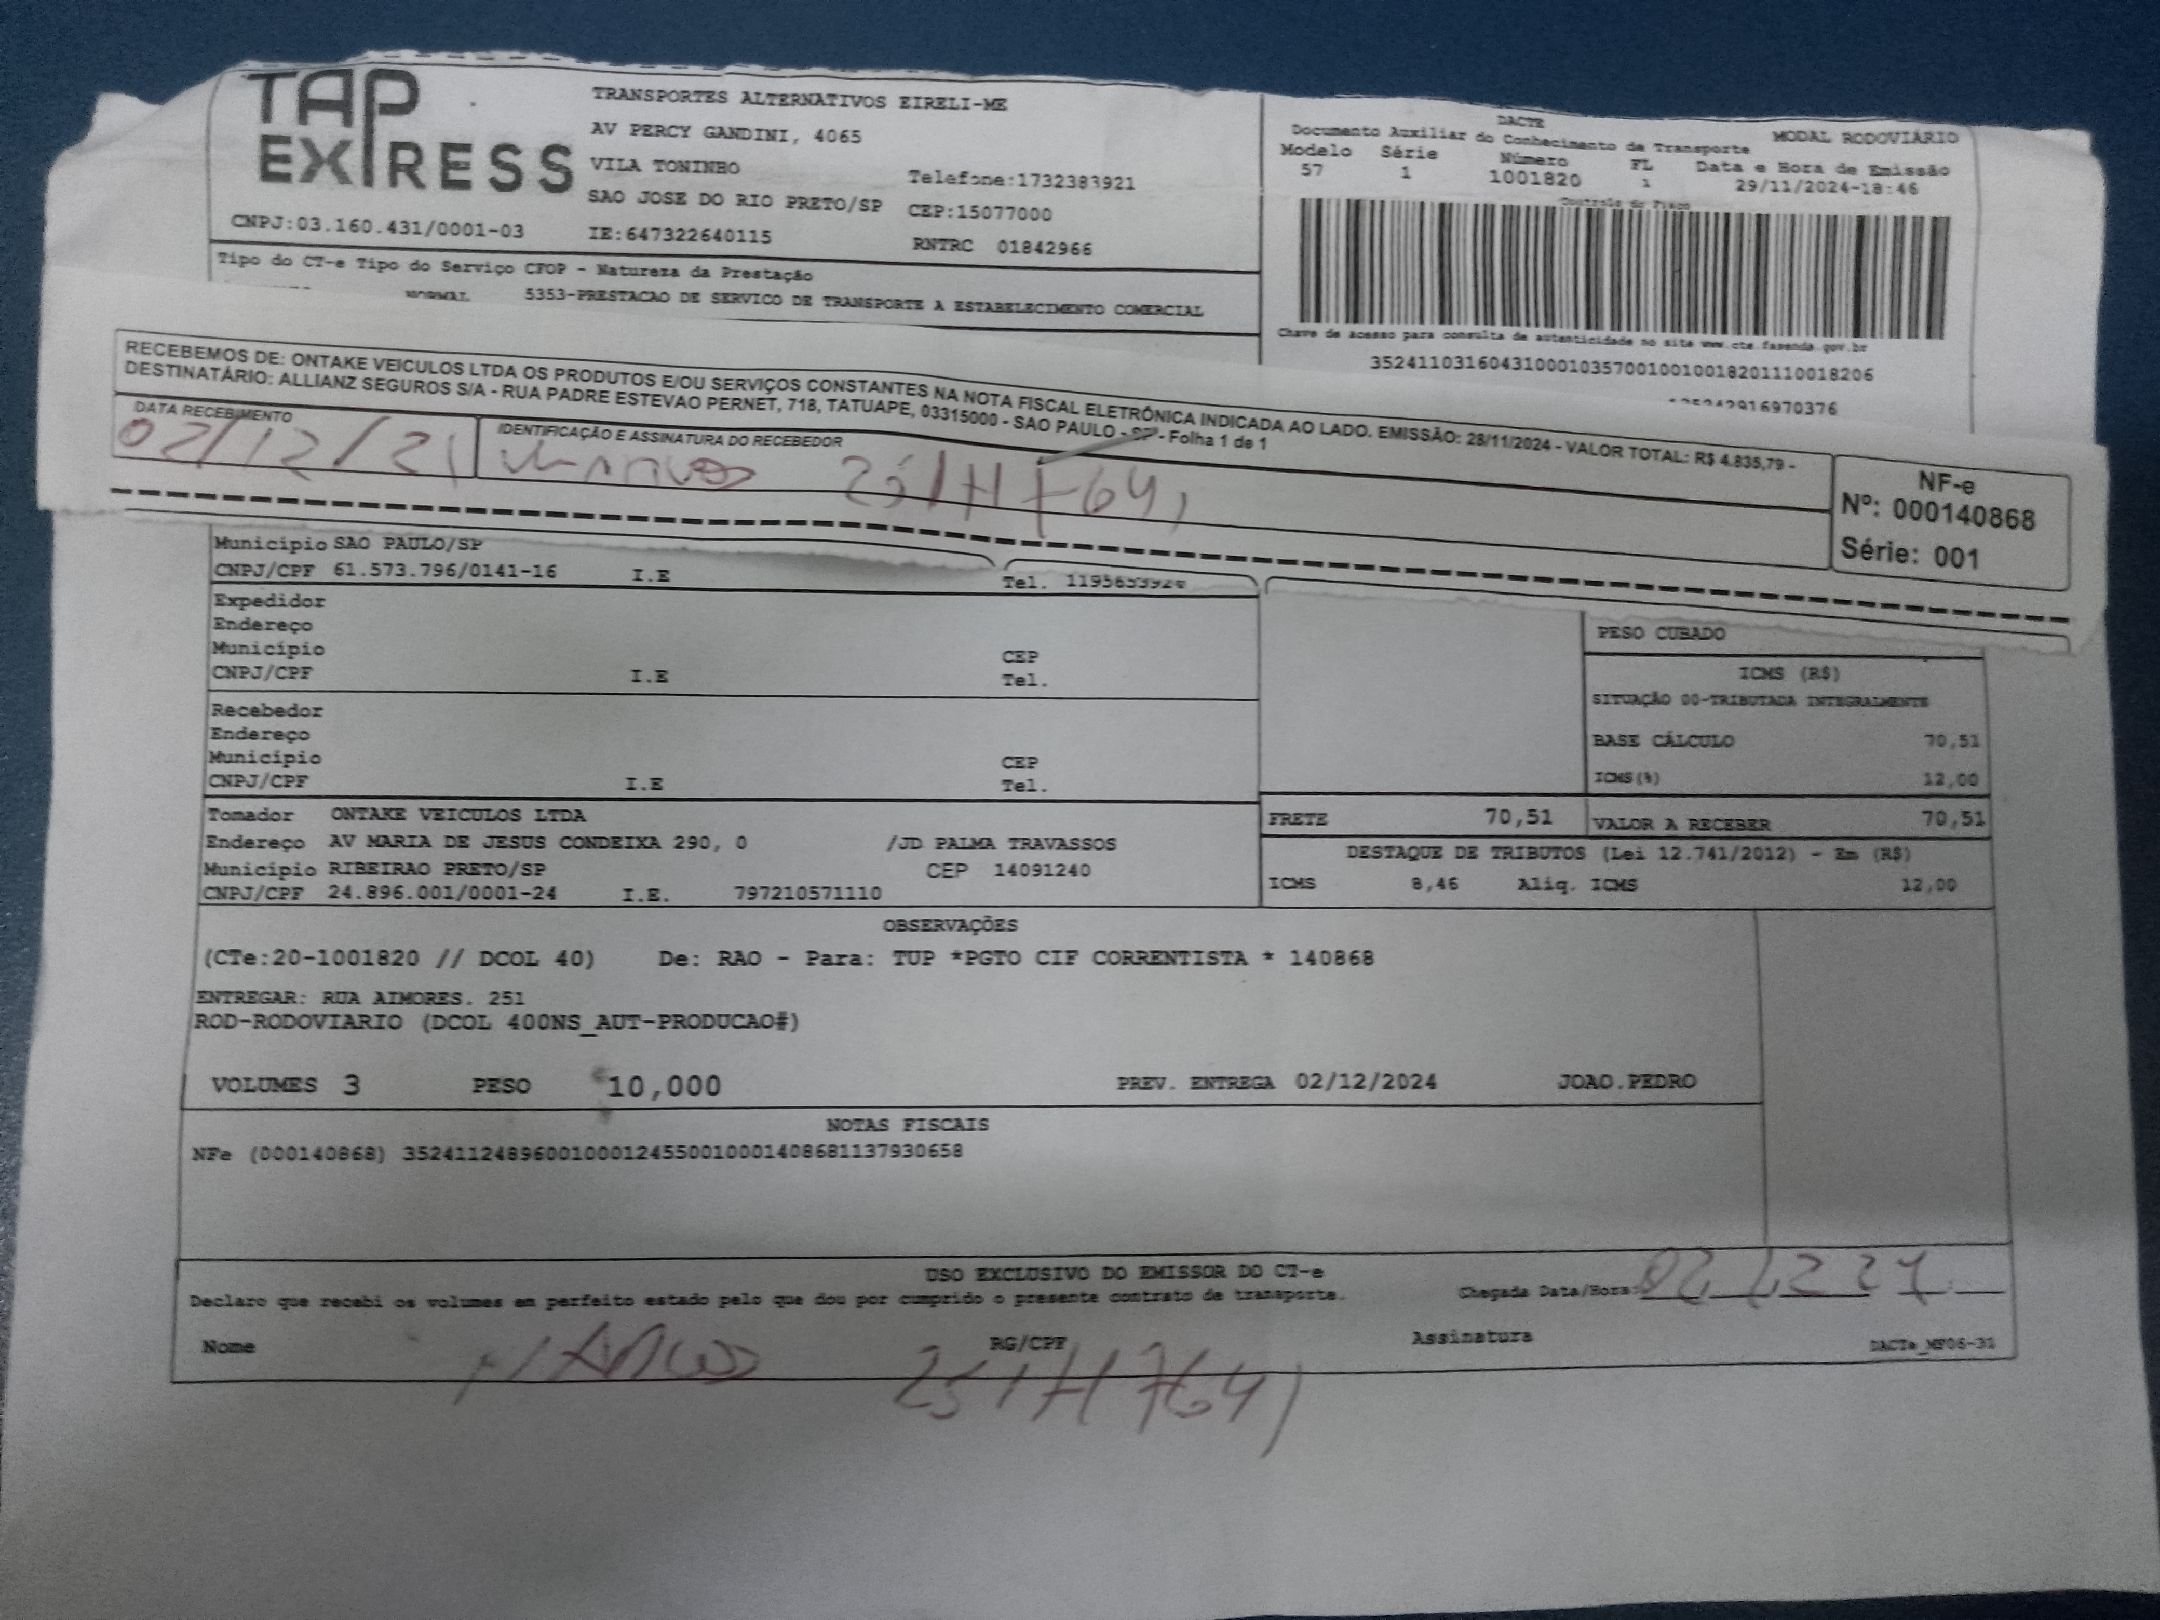 TAP
EXPRESS
TRANSPORTES ALTERNATIVOS EIRELI-ME
AV PERCY GANDINI, 4065
VILA TONINHO
Telefone:1732383921
SAO JOSE DO RIO PRETO/SP CEP:15077000
CNPJ:03.160.431/0001-03 IE:647322640115 RNTRC 01842966
DACTE
Documento Auxiliar do Conhecimento de Transporte MODAL RODOVIÁRIO
Modelo Série Número FL Data e Hora de Emissão
57 1 1001820 1 29/11/2024-18:46
Controle do Fisco
Tipo do CT-e Tipo do Serviço CFOP - Natureza da Prestação
NORMAL 5353-PRESTACAO DE SERVICO DE TRANSPORTE A ESTABELECIMENTO COMERCIAL
Chave de acesso para consulta de autenticidade no site www.cte.fazenda.gov.br
35241103160431000103570010010018201110018206
RECEBEMOS DE: ONTAKE VEICULOS LTDA OS PRODUTOS E/OU SERVIÇOS CONSTANTES NA NOTA FISCAL ELETRÔNICA INDICADA AO LADO. EMISSÃO: 28/11/2024 - VALOR TOTAL: R$ 4.835,79 -
DESTINATÁRIO: ALLIANZ SEGUROS S/A - RUA PADRE ESTEVAO PERNET, 718, TATUAPE, 03315000 - SAO PAULO - SP - Folha 1 de 1
DATA RECEBIMENTO IDENTIFICAÇÃO E ASSINATURA DO RECEBEDOR
NF-e
Nº: 000140868
Série: 001
Município SAO PAULO/SP
CNPJ/CPF 61.573.796/0141-16 I.E Tel.
Expedidor
Endereço
Município CEP
CNPJ/CPF I.E Tel.
Recebedor
Endereço
Município CEP
CNPJ/CPF I.E Tel.
PESO CUBADO
ICMS (R$)
SITUAÇÃO 00-TRIBUTADA INTEGRALMENTE
BASE CÁLCULO 70,51
ICMS(%) 12,00
Tomador ONTAKE VEICULOS LTDA
Endereço AV MARIA DE JESUS CONDEIXA 290, 0 /JD PALMA TRAVASSOS
Município RIBEIRAO PRETO/SP CEP 14091240
CNPJ/CPF 24.896.001/0001-24 I.E. 797210571110
FRETE 70,51 VALOR A RECEBER 70,51
DESTAQUE DE TRIBUTOS (Lei 12.741/2012) - Em (R$)
ICMS 8,46 Aliq. ICMS 12,00
OBSERVAÇÕES
(CTe:20-1001820 // DCOL 40) De: RAO - Para: TUP *PGTO CIF CORRENTISTA * 140868
ENTREGAR: RUA AIMORES. 251
ROD-RODOVIARIO (DCOL 400NS_AUT-PRODUCAO#)
VOLUMES 3 PESO 10,000 PREV. ENTREGA 02/12/2024 JOAO.PEDRO
NOTAS FISCAIS
NFe (000140868) 35241124896001000124550010001408681137930658
USO EXCLUSIVO DO EMISSOR DO CT-e
Declaro que recebi os volumes em perfeito estado pelo que dou por cumprido o presente contrato de transporte. Chegada Data/Hora:
Nome RG/CPF Assinatura DACTe_MF06-31